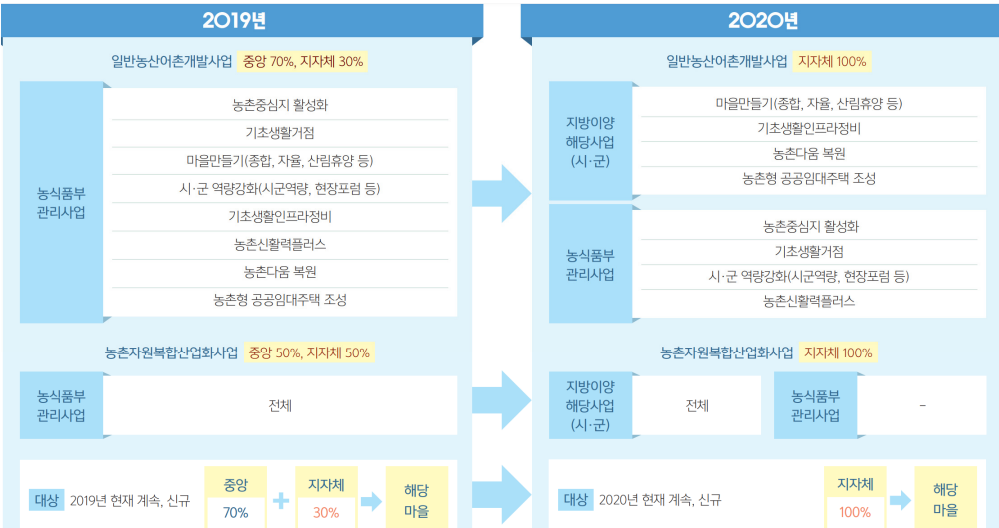 2019년
일반농산어촌개발사업 중앙 70%, 지자체 30%
농식품부
관리사업
농촌중심지 활성화
기초생활거점
마을만들기(종합, 자율, 산림휴양 등)
시·군 역량강화(시군역량, 현장포럼 등)
기초생활인프라정비
농촌신활력플러스
농촌다움 복원
농촌형 공공임대주택 조성
농촌자원복합산업화사업 중앙 50%, 지자체 50%
농식품부
관리사업
전체
대상 2019년 현재 계속, 신규
중앙
70%
+
지자체
30%
해당
마을
2020년
일반농산어촌개발사업 지자체 100%
지방이양
해당사업
(시·군)
마을만들기(종합, 자율, 산림휴양 등)
기초생활인프라정비
농촌다움 복원
농촌형 공공임대주택 조성
농식품부
관리사업
농촌중심지 활성화
기초생활거점
시·군 역량강화(시군역량, 현장포럼 등)
농촌신활력플러스
농촌자원복합산업화사업 지자체 100%
지방이양
해당사업
(시·군)
전체
농식품부
관리사업
-
대상 2020년 현재 계속, 신규
지자체
100%
해당
마을